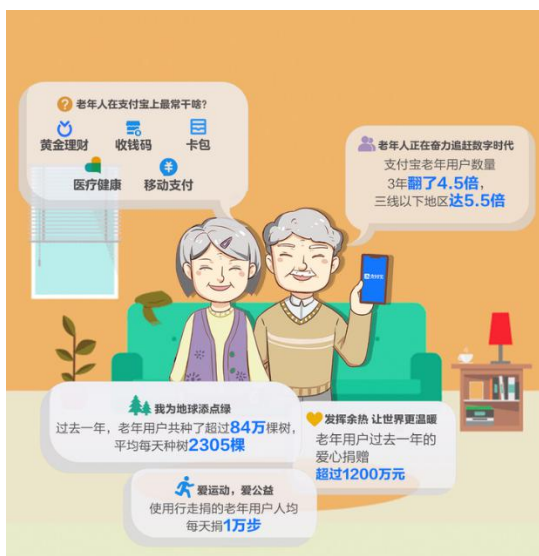 老年人在支付宝上最常干啥?
黄金理财 收钱码 卡包
医疗健康 移动支付
老年人正在奋力追赶数字时代
支付宝老年用户数量
3年翻了4.5倍,
三线以下地区达5.5倍
支付宝
我为地球添点绿
过去一年,老年用户共种了超过84万棵树,
平均每天种树2305棵
发挥余热 让世界更温暖
老年用户过去一年的
爱心捐赠
超过1200万元
爱运动,爱公益
使用行走捐的老年用户人均
每天捐1万步